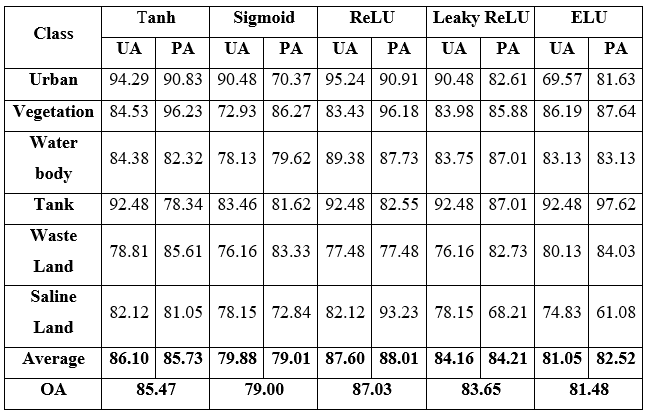 Class Tanh Sigmoid ReLU Leaky ReLU ELU
UA PA UA PA UA PA UA PA UA PA
Urban 94.29 90.83 90.48 70.37 95.24 90.91 90.48 82.61 69.57 81.63
Vegetation 84.53 96.23 72.93 86.27 83.43 96.18 83.98 85.88 86.19 87.64
Water body 84.38 82.32 78.13 79.62 89.38 87.73 83.75 87.01 83.13 83.13
Tank 92.48 78.34 83.46 81.62 92.48 82.55 92.48 87.01 92.48 97.62
Waste Land 78.81 85.61 76.16 83.33 77.48 77.48 76.16 82.73 80.13 84.03
Saline Land 82.12 81.05 78.15 72.84 82.12 93.23 78.15 68.21 74.83 61.08
Average 86.10 85.73 79.88 79.01 87.60 88.01 84.16 84.21 81.05 82.52
OA 85.47 79.00 87.03 83.65 81.48